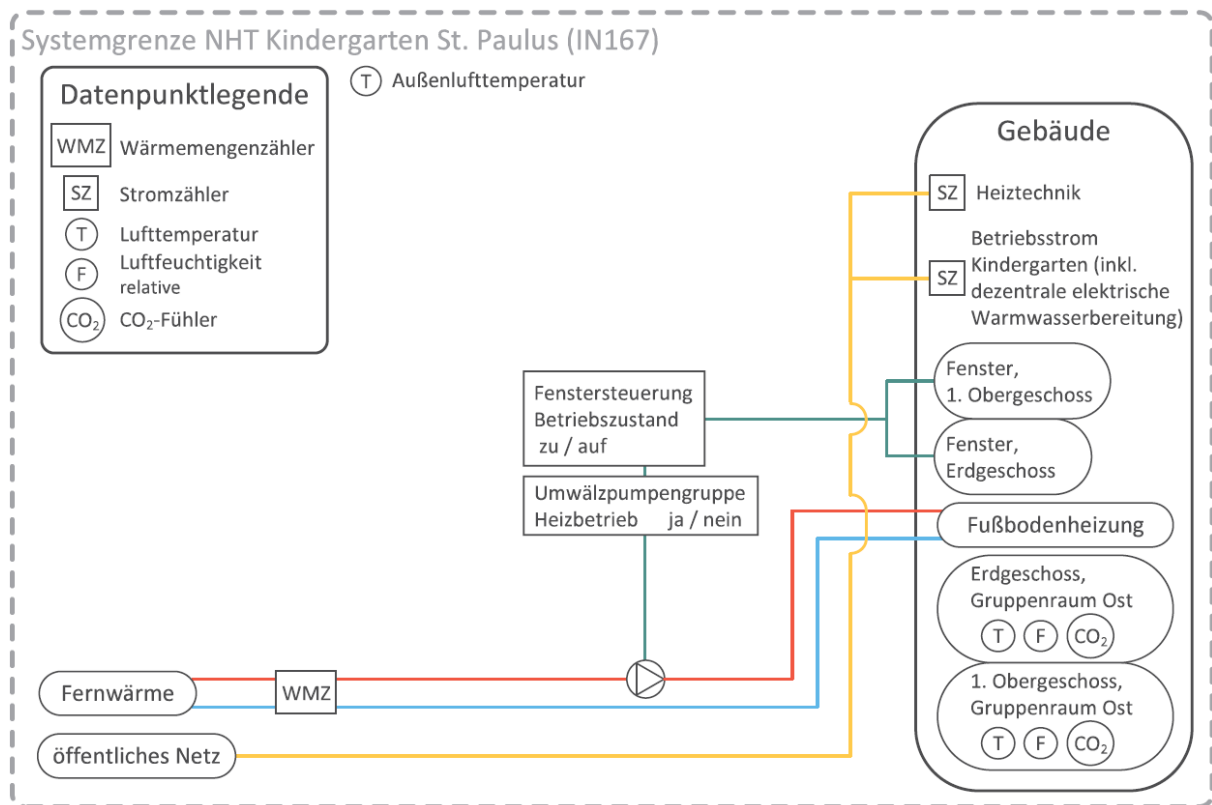 Systemgrenze NHT Kindergarten St. Paulus (IN167)
Datenpunktlegende
WMZ Wärmemengenzähler
SZ Stromzähler
T Lufttemperatur
F Luftfeuchtigkeit
relative
CO₂ CO₂-Fühler
T Außenlufttemperatur
Gebäude
SZ Heiztechnik
Betriebsstrom
Kindergarten (inkl.
SZ dezentrale elektrische
Warmwasserbereitung)
Fenster,
1. Obergeschoss
Fenster,
Erdgeschoss
Fenstersteuerung
Betriebszustand
zu / auf
Umwälzpumpengruppe
Heizbetrieb ja / nein
Fußbodenheizung
Erdgeschoss,
Gruppenraum Ost
T F CO₂
1. Obergeschoss,
Gruppenraum Ost
T F CO₂
Fernwärme
WMZ
öffentliches Netz